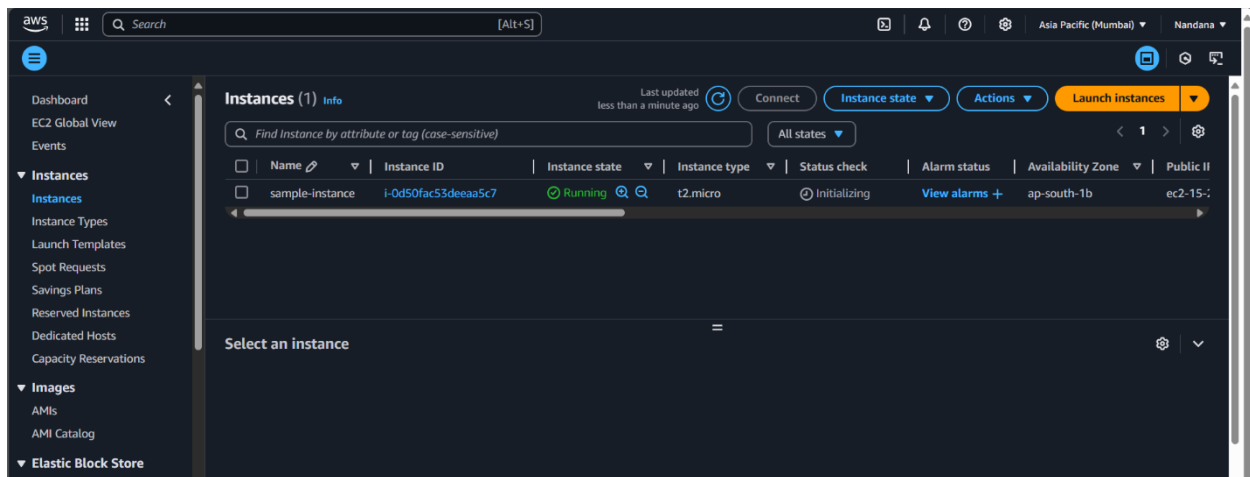 aws
Search [Alt+S]
Asia Pacific (Mumbai)
Nandana
Dashboard
EC2 Global View
Events
Instances
Instances
Instance Types
Launch Templates
Spot Requests
Savings Plans
Reserved Instances
Dedicated Hosts
Capacity Reservations
Images
AMIs
AMI Catalog
Elastic Block Store
Instances (1) Info
Last updated
less than a minute ago
Connect
Instance state
Actions
Launch instances
Find Instance by attribute or tag (case-sensitive)
All states
1
Name Instance ID Instance state Instance type Status check Alarm status Availability Zone Public
sample-instance i-0d50fac53deeaa5c7 Running t2.micro Initializing View alarms + ap-south-1b ec2-15-
Select an instance